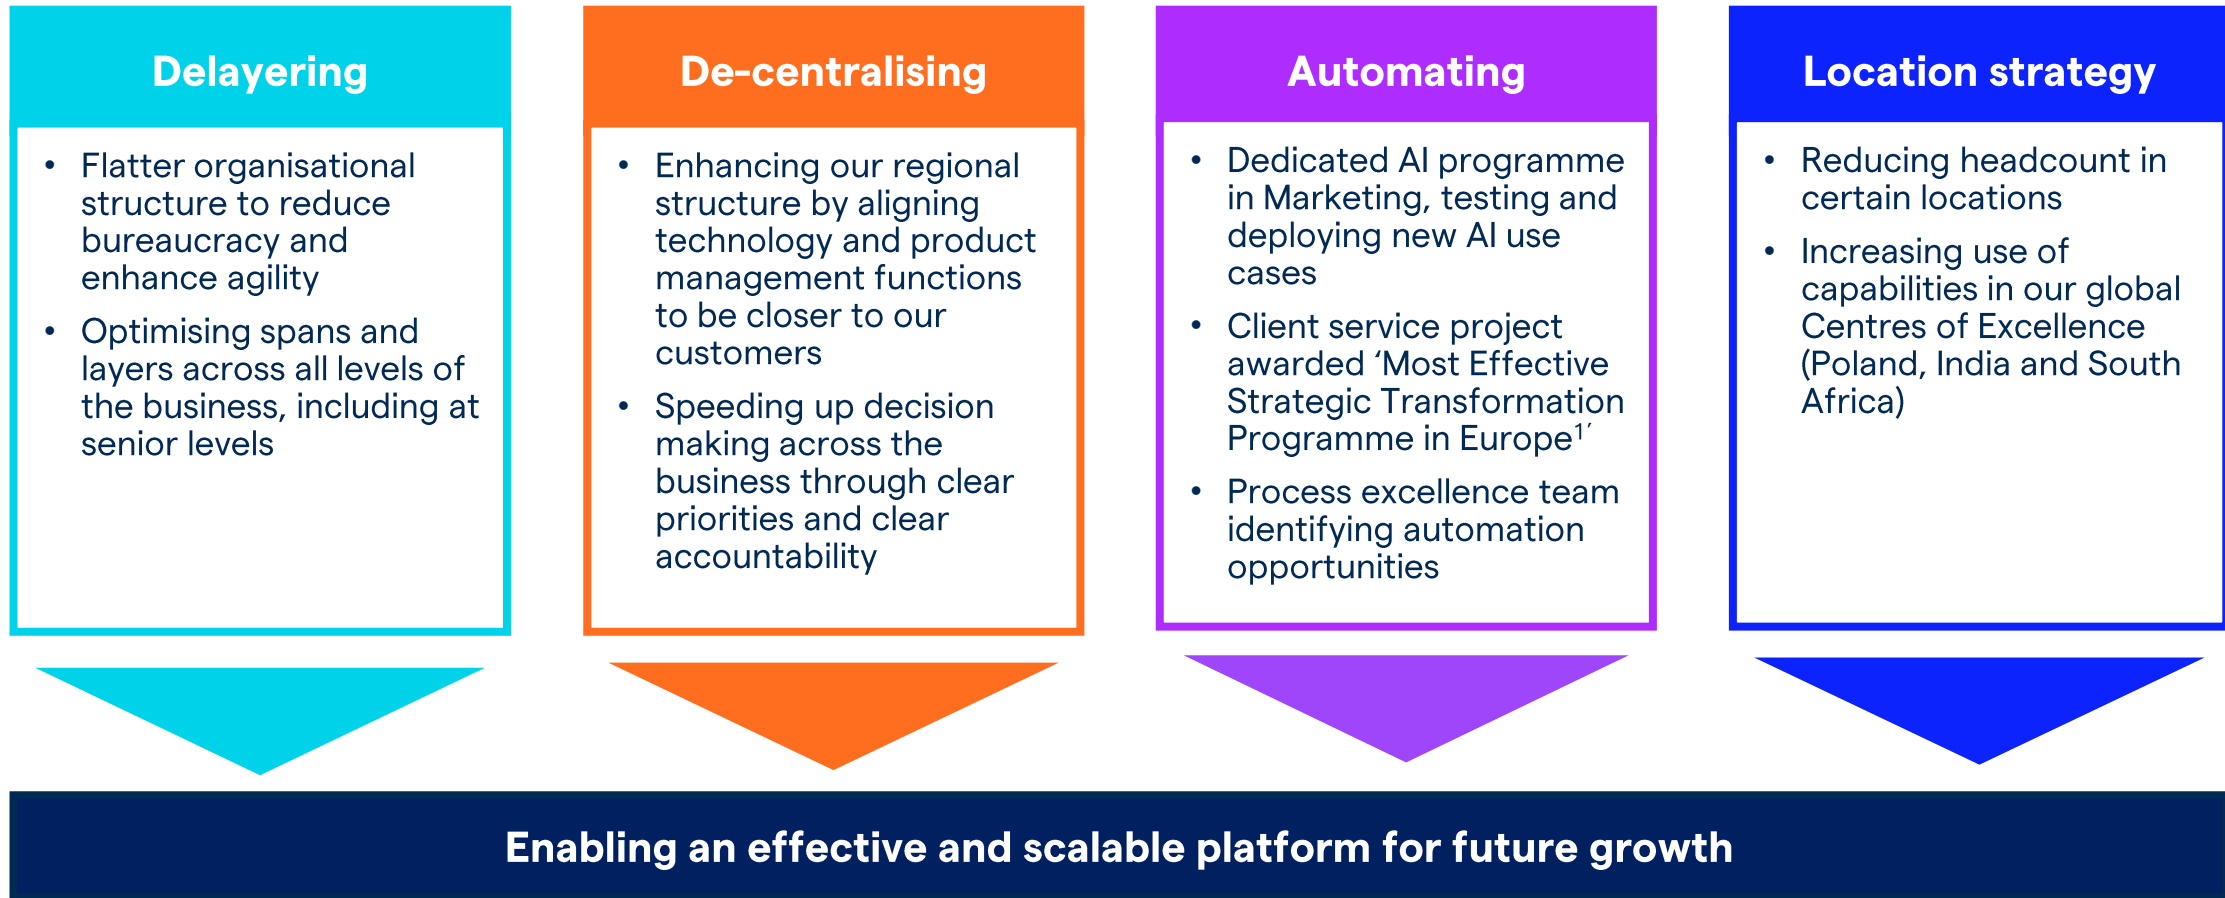 Delayering
• Flatter organisational
structure to reduce
bureaucracy and
enhance agility
• Optimising spans and
layers across all levels of
the business, including at
senior levels
De-centralising
• Enhancing our regional
structure by aligning
technology and product
management functions
to be closer to our
customers
• Speeding up decision
making across the
business through clear
priorities and clear
accountability
Automating
• Dedicated AI programme
in Marketing, testing and
deploying new AI use
cases
• Client service project
awarded ‘Most Effective
Strategic Transformation
Programme in Europe¹’
• Process excellence team
identifying automation
opportunities
Location strategy
• Reducing headcount in
certain locations
• Increasing use of
capabilities in our global
Centres of Excellence
(Poland, India and South
Africa)
Enabling an effective and scalable platform for future growth